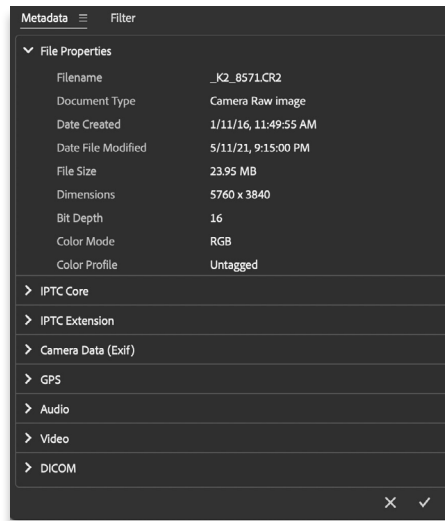 Metadata Filter
File Properties
Filename _K2_8571.CR2
Document Type Camera Raw image
Date Created 1/11/16, 11:49:55 AM
Date File Modified 5/11/21, 9:15:00 PM
File Size 23.95 MB
Dimensions 5760 x 3840
Bit Depth 16
Color Mode RGB
Color Profile Untagged
IPTC Core
IPTC Extension
Camera Data (Exif)
GPS
Audio
Video
DICOM